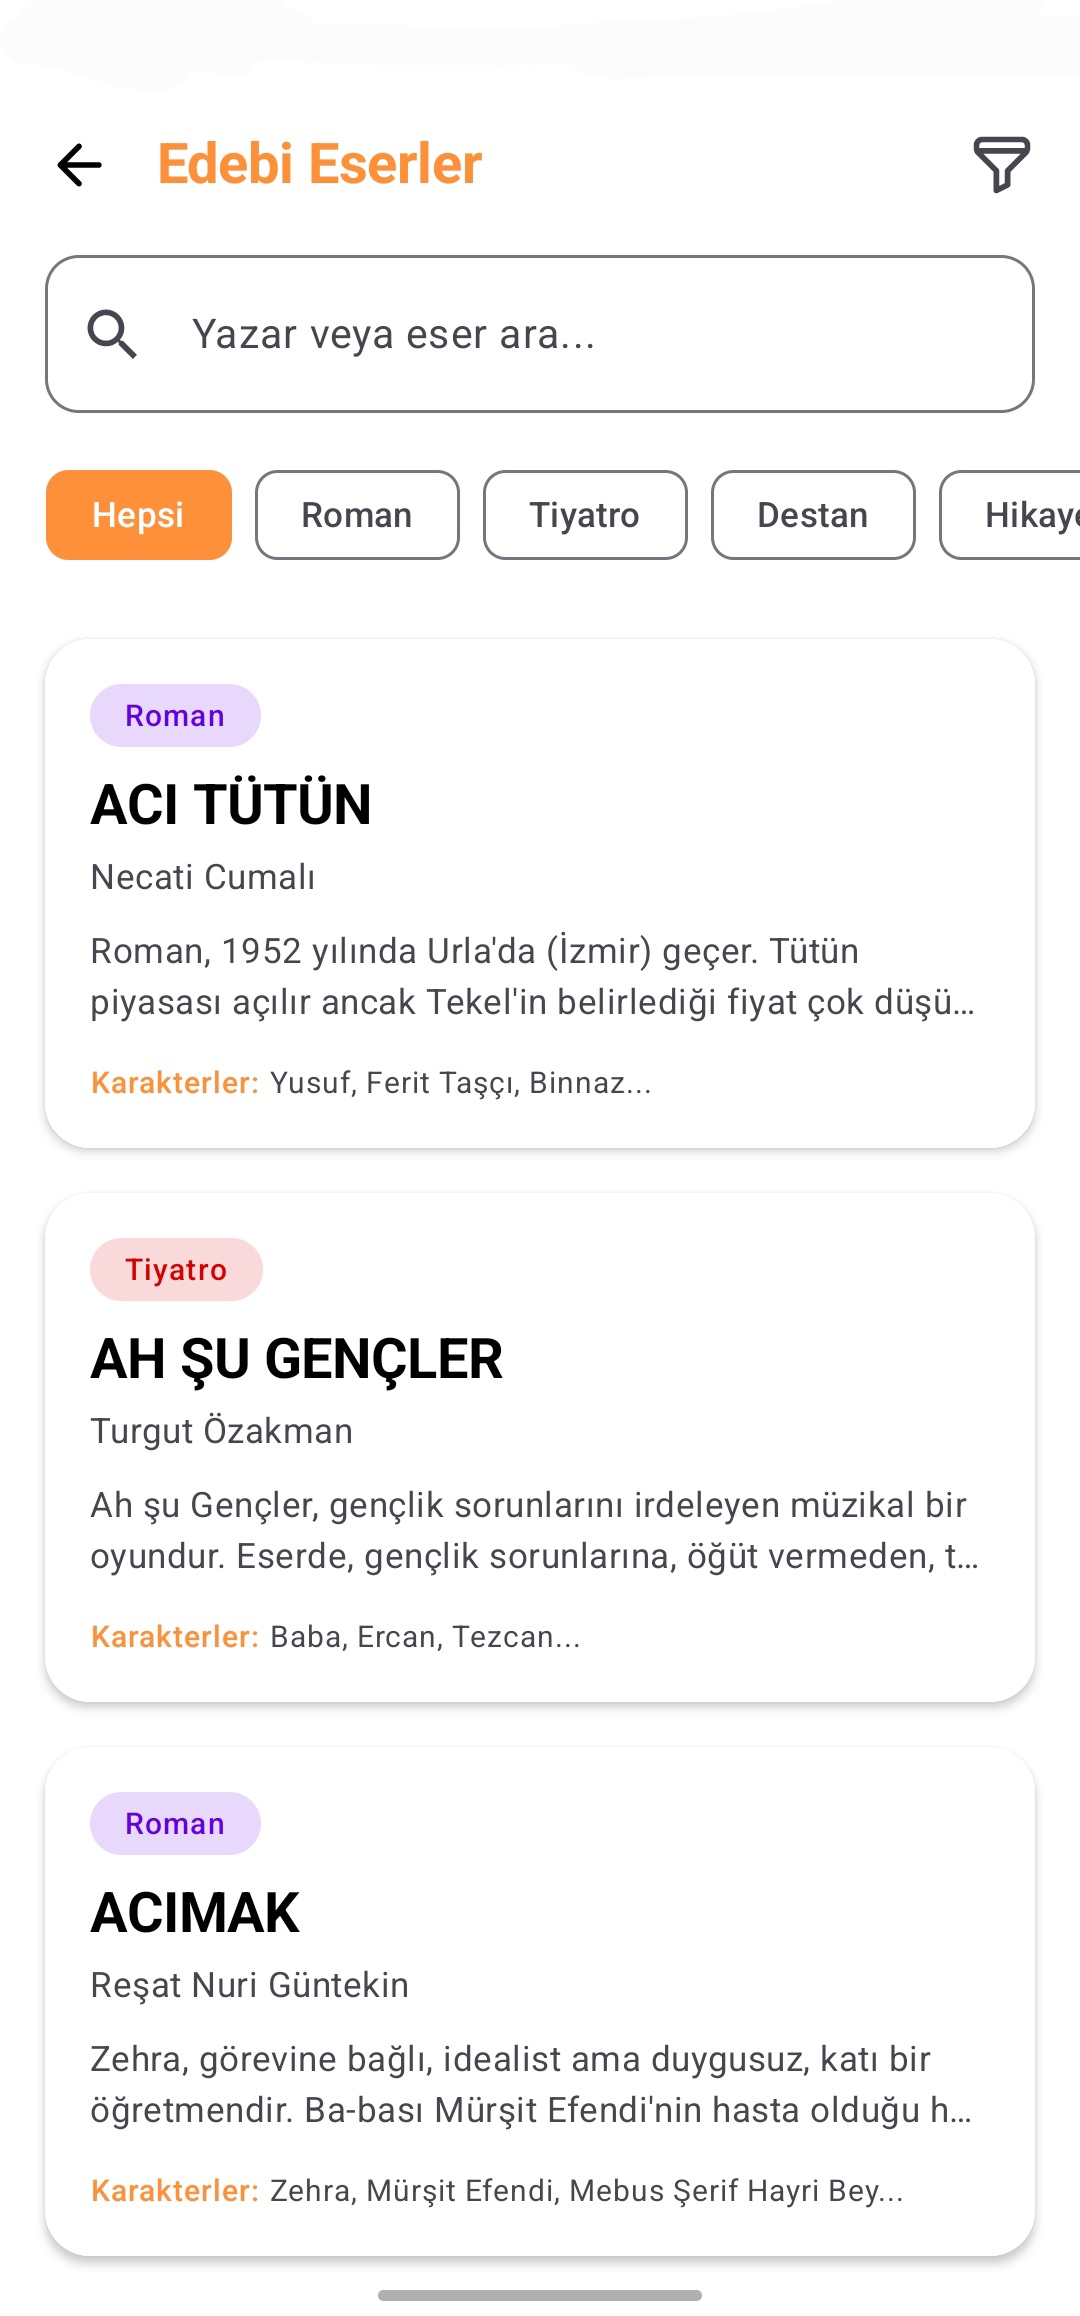 Edebi Eserler
Yazar veya eser ara...
Hepsi
Roman
Tiyatro
Destan
Hikaye
Roman
ACI TÜTÜN
Necati Cumalı
Roman, 1952 yılında Urla'da (İzmir) geçer. Tütün
piyasası açılır ancak Tekel'in belirlediği fiyat çok düşü...
Karakterler: Yusuf, Ferit Taşçı, Binnaz...
Tiyatro
AH ŞU GENÇLER
Turgut Özakman
Ah şu Gençler, gençlik sorunlarını irdeleyen müzikal bir
oyundur. Eserde, gençlik sorunlarına, öğüt vermeden, t...
Karakterler: Baba, Ercan, Tezcan...
Roman
ACIMAK
Reşat Nuri Güntekin
Zehra, görevine bağlı, idealist ama duygusuz, katı bir
öğretmendir. Ba-bası Mürşit Efendi'nin hasta olduğu h...
Karakterler: Zehra, Mürşit Efendi, Mebus Şerif Hayri Bey...